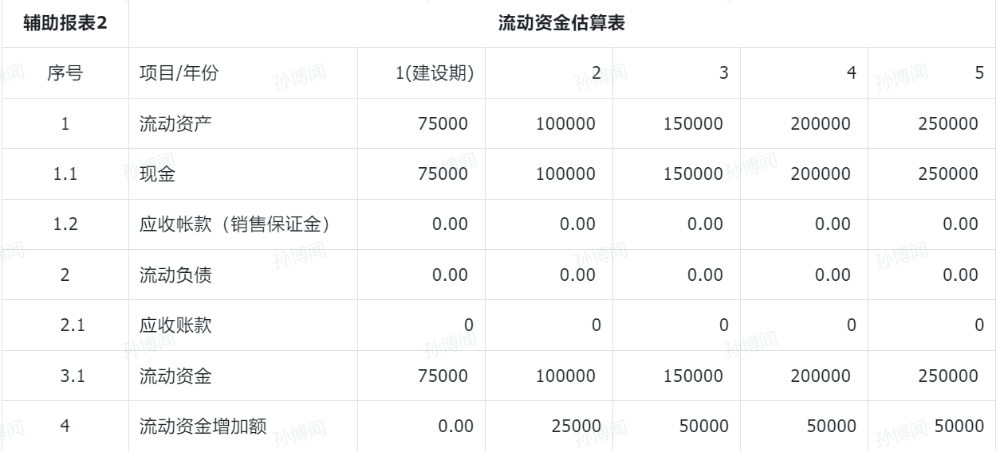 辅助报表2 流动资金估算表
序号 项目/年份 1(建设期) 2 3 4 5
1 流动资产 75000 100000 150000 200000 250000
1.1 现金 75000 100000 150000 200000 250000
1.2 应收帐款（销售保证金） 0.00 0.00 0.00 0.00 0.00
2 流动负债 0.00 0.00 0.00 0.00 0.00
2.1 应收账款 0 0 0 0 0
3.1 流动资金 75000 100000 150000 200000 250000
4 流动资金增加额 0.00 25000 50000 50000 50000
孙博闻